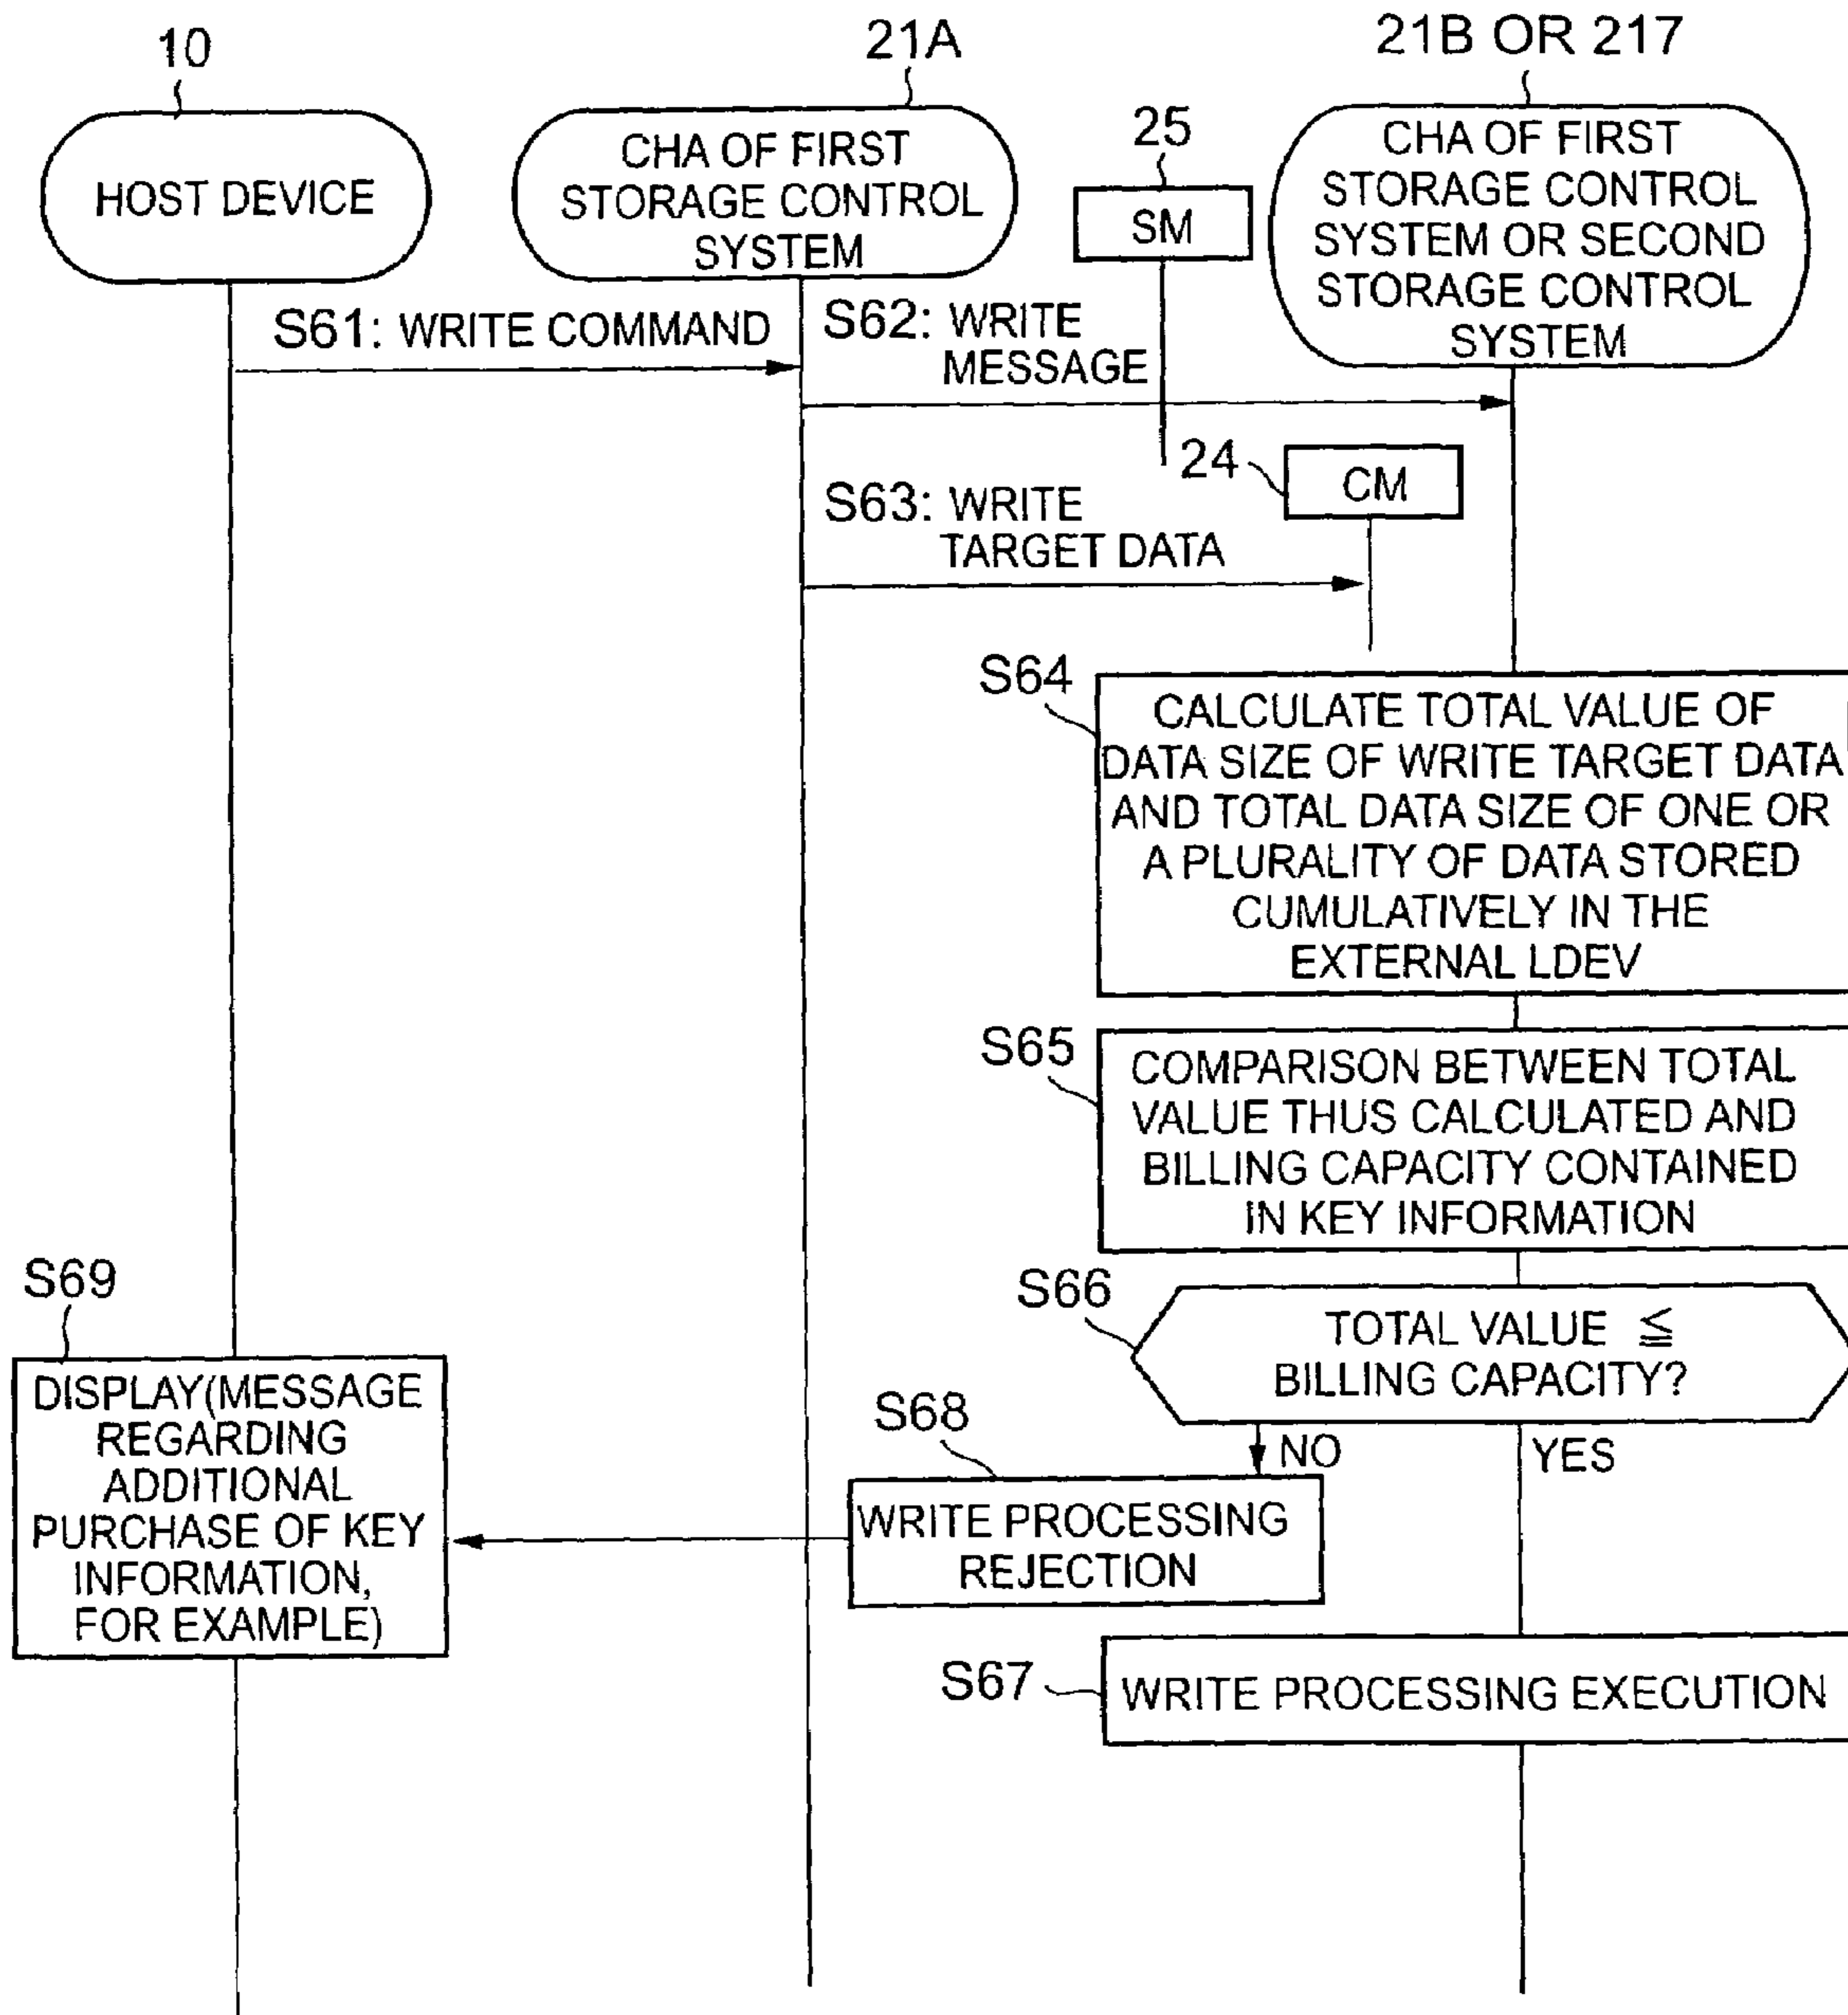 10
21A
21B OR 217
HOST DEVICE
CHA OF FIRST
STORAGE CONTROL
SYSTEM
25
SM
CHA OF FIRST
STORAGE CONTROL
SYSTEM OR SECOND
STORAGE CONTROL
SYSTEM
S61: WRITE COMMAND
S62: WRITE
MESSAGE
24
CM
S63: WRITE
TARGET DATA
S64
CALCULATE TOTAL VALUE OF
DATA SIZE OF WRITE TARGET DATA
AND TOTAL DATA SIZE OF ONE OR
A PLURALITY OF DATA STORED
CUMULATIVELY IN THE
EXTERNAL LDEV
S65
COMPARISON BETWEEN TOTAL
VALUE THUS CALCULATED AND
BILLING CAPACITY CONTAINED
IN KEY INFORMATION
S66
TOTAL VALUE ≦
BILLING CAPACITY?
NO
YES
S68
WRITE PROCESSING
REJECTION
S69
DISPLAY(MESSAGE
REGARDING
ADDITIONAL
PURCHASE OF KEY
INFORMATION,
FOR EXAMPLE)
S67
WRITE PROCESSING EXECUTION